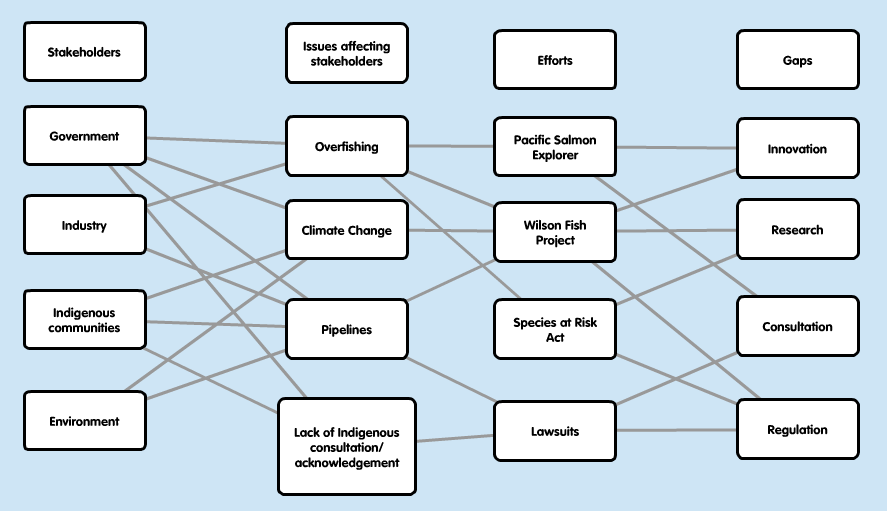 Stakeholders
Issues affecting
stakeholders
Efforts
Gaps
Government
Overfishing
Pacific Salmon
Explorer
Innovation
Industry
Climate Change
Wilson Fish
Project
Research
Indigenous
communities
Pipelines
Species at Risk
Act
Consultation
Environment
Lack of Indigenous
consultation/
acknowledgement
Lawsuits
Regulation